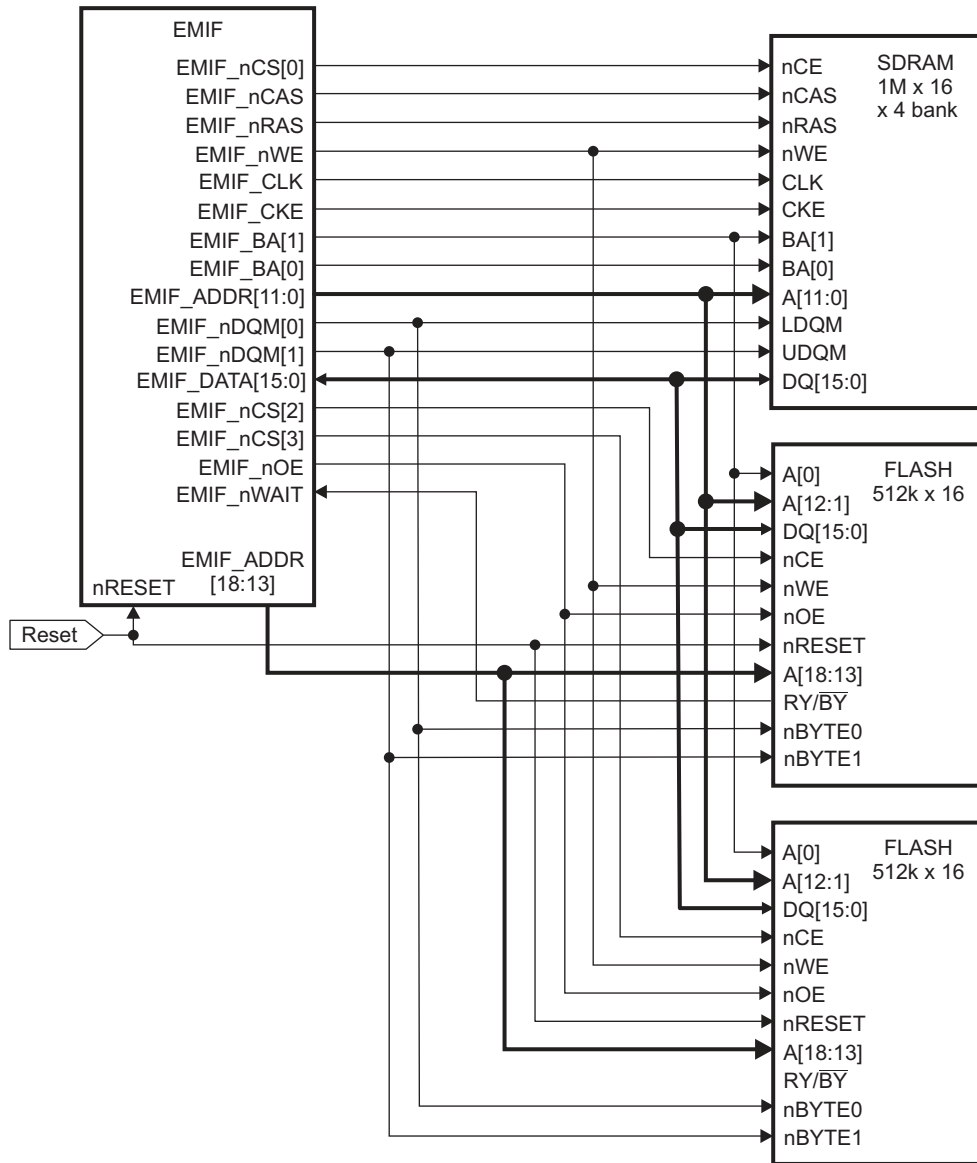 EMIF
EMIF_nCS[0]
EMIF_nCAS
EMIF_nRAS
EMIF_nWE
EMIF_CLK
EMIF_CKE
EMIF_BA[1]
EMIF_BA[0]
EMIF_ADDR[11:0]
EMIF_nDQM[0]
EMIF_nDQM[1]
EMIF_DATA[15:0]
EMIF_nCS[2]
EMIF_nCS[3]
EMIF_nOE
EMIF_nWAIT
EMIF_ADDR
[18:13]
nRESET
Reset
SDRAM
1M x 16
x 4 bank
nCE
nCAS
nRAS
nWE
CLK
CKE
BA[1]
BA[0]
A[11:0]
LDQM
UDQM
DQ[15:0]
FLASH
512k x 16
A[0]
A[12:1]
DQ[15:0]
nCE
nWE
nOE
nRESET
A[18:13]
RY/B̅Y̅
nBYTE0
nBYTE1
FLASH
512k x 16
A[0]
A[12:1]
DQ[15:0]
nCE
nWE
nOE
nRESET
A[18:13]
RY/B̅Y̅
nBYTE0
nBYTE1